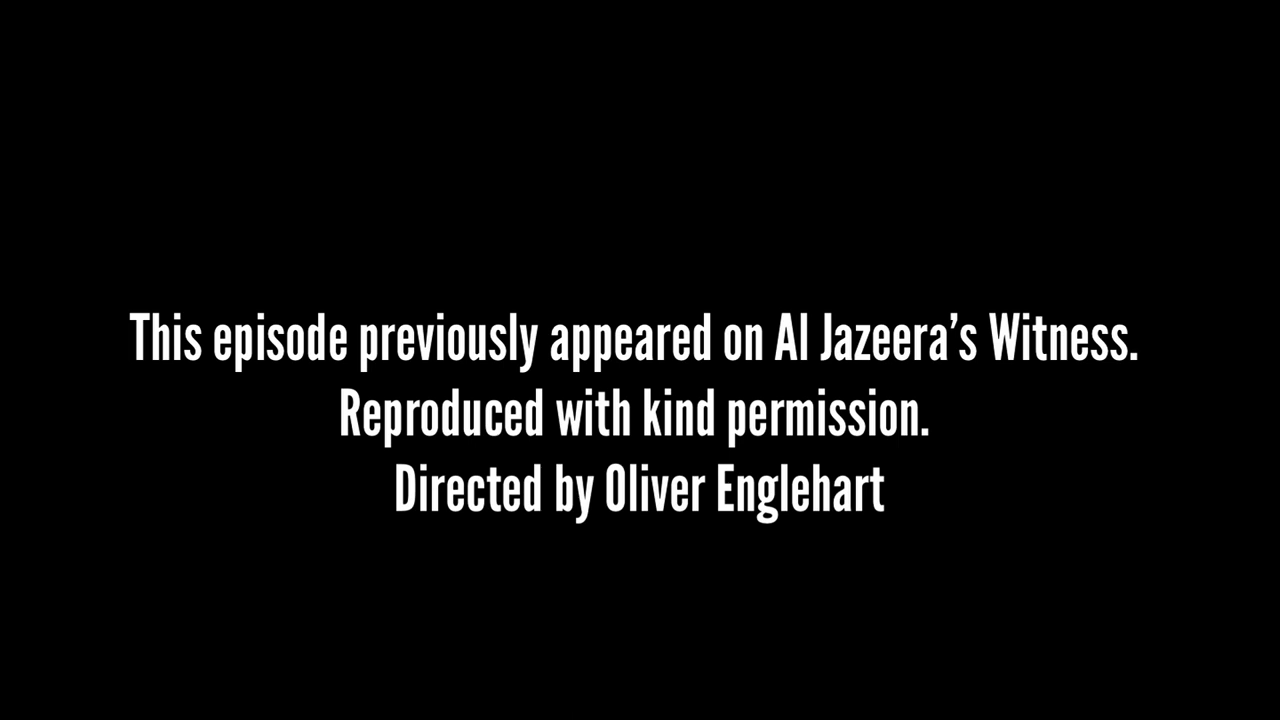 This episode previously appeared on Al Jazeera’s Witness.
Reproduced with kind permission.
Directed by Oliver Englehart